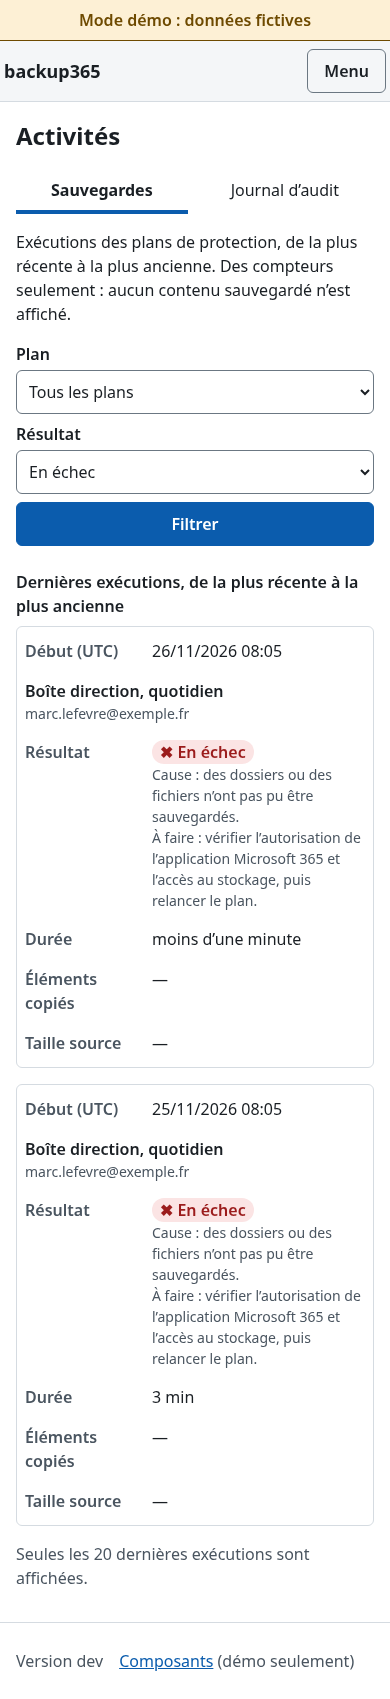 Mode démo : données fictives
backup365
Menu
Activités
Sauvegardes
Journal d’audit
Exécutions des plans de protection, de la plus
récente à la plus ancienne. Des compteurs
seulement : aucun contenu sauvegardé n’est
affiché.
Plan
Tous les plans
Résultat
En échec
Filtrer
Dernières exécutions, de la plus récente à la
plus ancienne
Début (UTC) 26/11/2026 08:05
Boîte direction, quotidien
marc.lefevre@exemple.fr
Résultat ✖ En échec
Cause : des dossiers ou des
fichiers n’ont pas pu être
sauvegardés.
À faire : vérifier l’autorisation de
l’application Microsoft 365 et
l’accès au stockage, puis
relancer le plan.
Durée moins d’une minute
Éléments —
copiés
Taille source —
Début (UTC) 25/11/2026 08:05
Boîte direction, quotidien
marc.lefevre@exemple.fr
Résultat ✖ En échec
Cause : des dossiers ou des
fichiers n’ont pas pu être
sauvegardés.
À faire : vérifier l’autorisation de
l’application Microsoft 365 et
l’accès au stockage, puis
relancer le plan.
Durée 3 min
Éléments —
copiés
Taille source —
Seules les 20 dernières exécutions sont
affichées.
Version dev Composants (démo seulement)